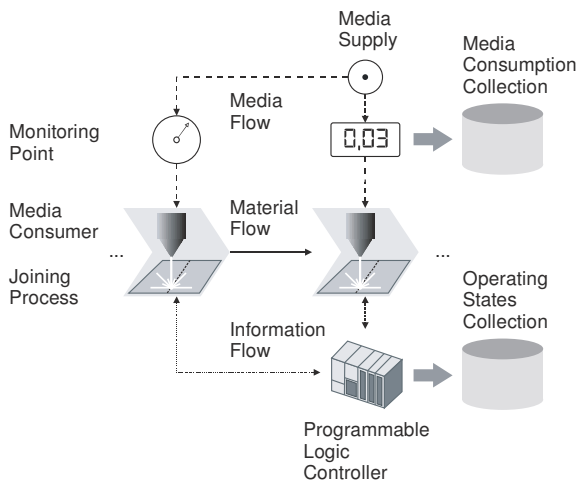 Media
Supply
Media
Consumption
Collection
Media
Flow
Monitoring
Point
0,03
Media
Consumer
Material
Flow
...
...
Joining
Process
Operating
States
Collection
Information
Flow
Programmable
Logic
Controller